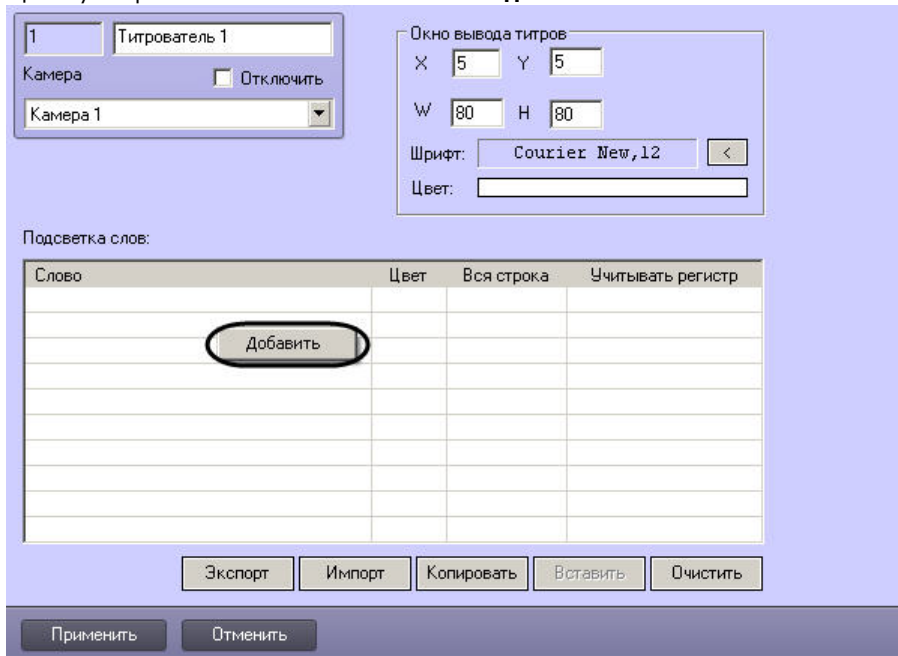 1 Титрователь 1
Камера Отключить
Камера 1
Окно вывода титров
X 5 Y 5
W 80 H 80
Шрифт: Courier New,12 <
Цвет:
Подсветка слов:
Слово Цвет Вся строка Учитывать регистр
Добавить
Экспорт Импорт Копировать Вставить Очистить
Применить Отменить